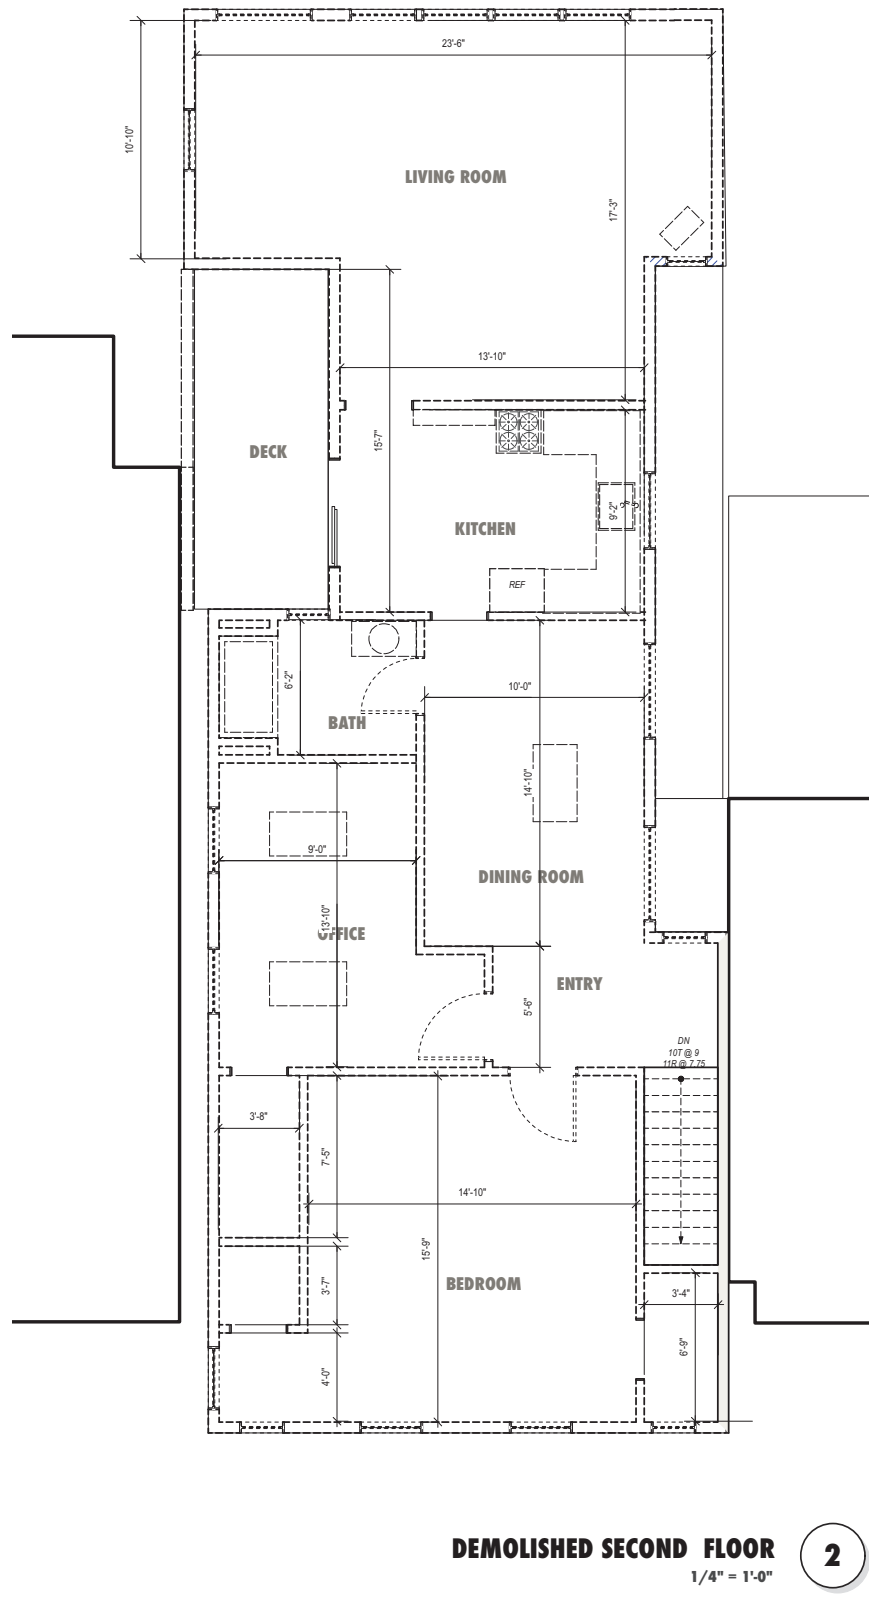 23'-6"
10'-10"
LIVING ROOM
17'-3"
13'-10"
DECK
15'-7"
9'-2"
KITCHEN
REF
6'-2"
10'-0"
BATH
14'-10"
9'-0"
DINING ROOM
13'-10"
OFFICE
ENTRY
5'-6"
DN
10T @ 9
11R @ 7.75
3'-8"
7'-5"
14'-10"
15'-9"
BEDROOM
3'-7"
3'-4"
6'-9"
4'-0"
DEMOLISHED SECOND FLOOR
2
1/4" = 1'-0"